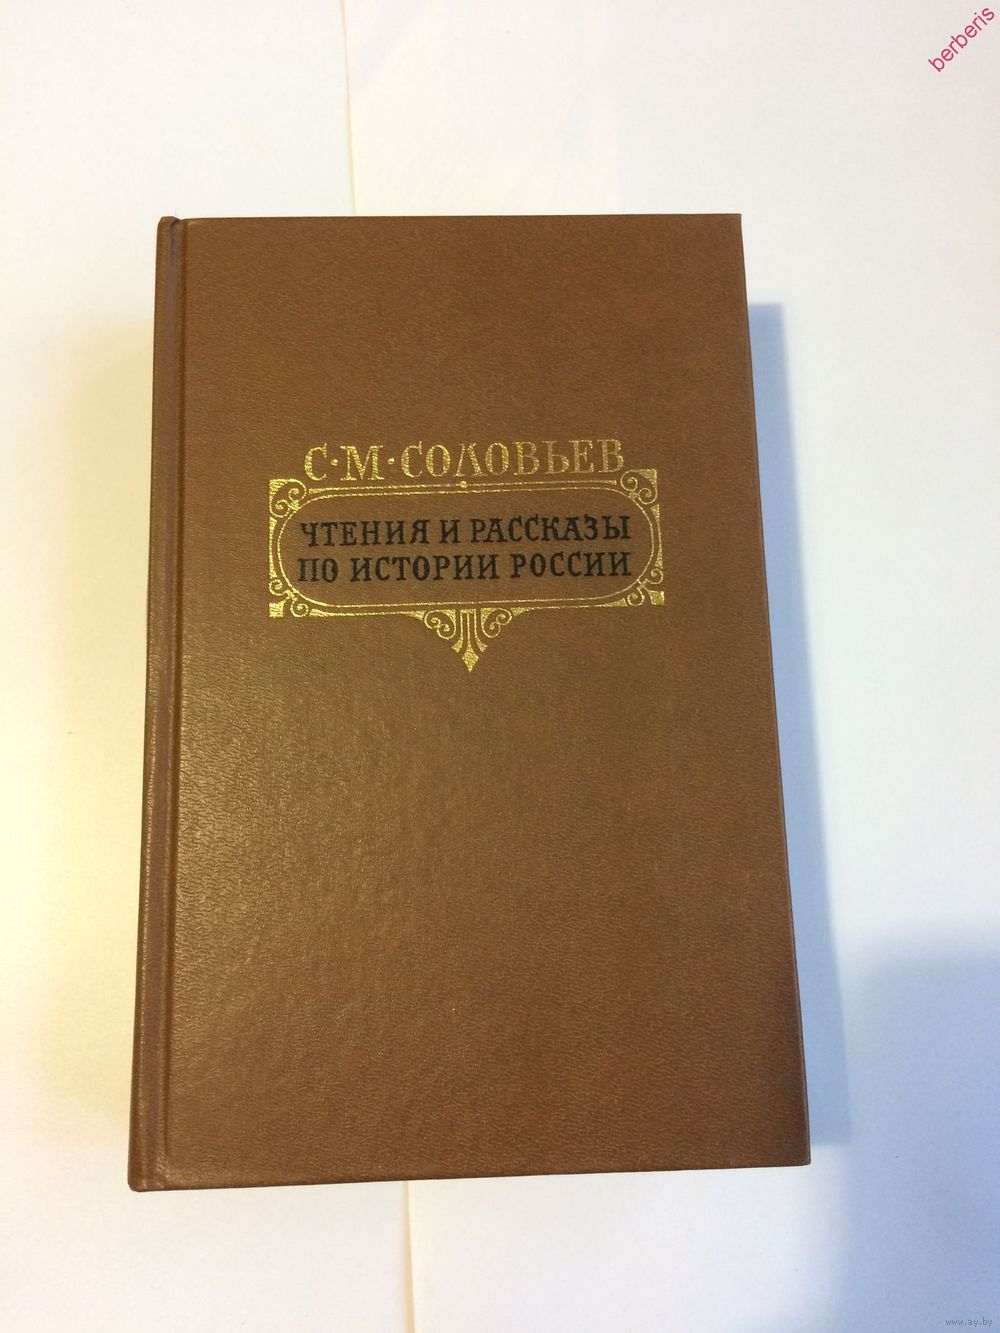 berberis
С·М·СОЛОВЬЕВ
ЧТЕНИЯ И РАССКАЗЫ
ПО ИСТОРИИ РОССИИ
www.ay.by